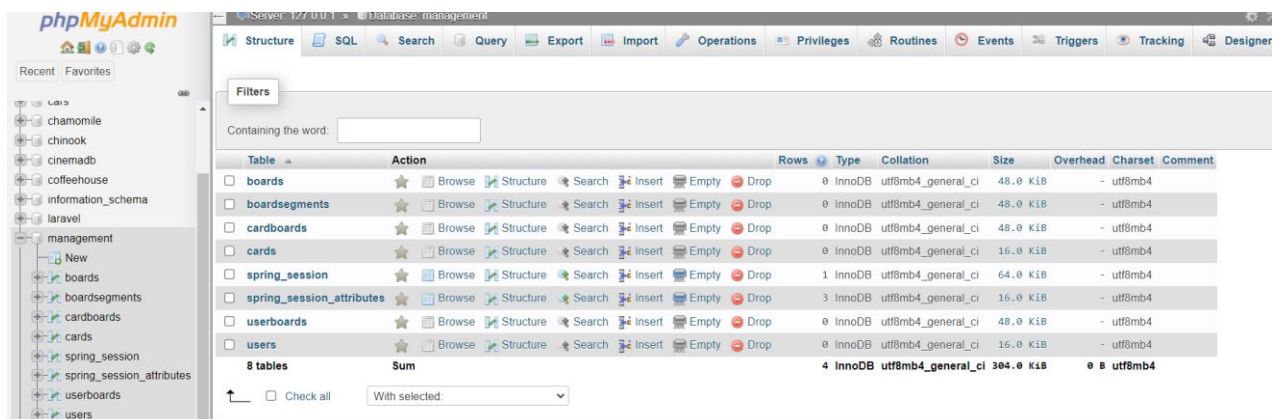 phpMyAdmin
Recent Favorites
cars
chamomile
chinook
cinemadb
coffeehouse
information_schema
laravel
management
New
boards
boardsegments
cardboards
cards
spring_session
spring_session_attributes
userboards
users
Server: 127.0.0.1 » Database: management
Structure SQL Search Query Export Import Operations Privileges Routines Events Triggers Tracking Designer
Filters
Containing the word:
Table Action Rows Type Collation Size Overhead Charset Comment
boards Browse Structure Search Insert Empty Drop 0 InnoDB utf8mb4_general_ci 48.0 KiB - utf8mb4
boardsegments Browse Structure Search Insert Empty Drop 0 InnoDB utf8mb4_general_ci 48.0 KiB - utf8mb4
cardboards Browse Structure Search Insert Empty Drop 0 InnoDB utf8mb4_general_ci 48.0 KiB - utf8mb4
cards Browse Structure Search Insert Empty Drop 0 InnoDB utf8mb4_general_ci 16.0 KiB - utf8mb4
spring_session Browse Structure Search Insert Empty Drop 1 InnoDB utf8mb4_general_ci 64.0 KiB - utf8mb4
spring_session_attributes Browse Structure Search Insert Empty Drop 3 InnoDB utf8mb4_general_ci 16.0 KiB - utf8mb4
userboards Browse Structure Search Insert Empty Drop 0 InnoDB utf8mb4_general_ci 48.0 KiB - utf8mb4
users Browse Structure Search Insert Empty Drop 0 InnoDB utf8mb4_general_ci 16.0 KiB - utf8mb4
8 tables Sum 4 InnoDB utf8mb4_general_ci 304.0 KiB 0 B utf8mb4
Check all With selected: